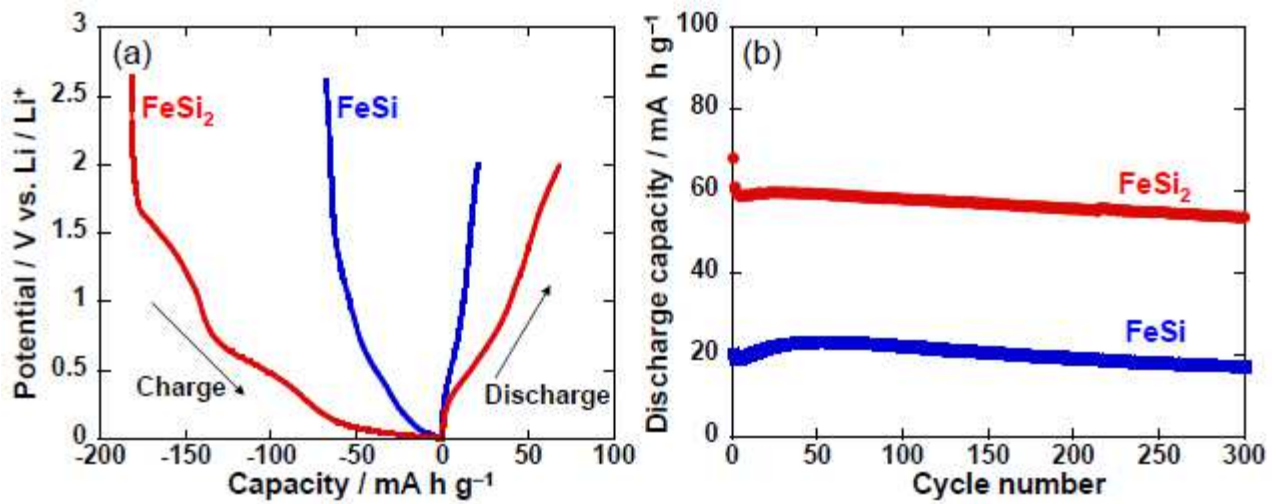 (a)
FeSi₂
FeSi
Charge
Discharge
3
2.5
2
1.5
1
0.5
0
-200
-150
-100
-50
0
50
100
Potential / V vs. Li / Li⁺
Capacity / mA h g⁻¹
(b)
FeSi₂
FeSi
100
80
60
40
20
0
0
50
100
150
200
250
300
Discharge capacity / mA h g⁻¹
Cycle number